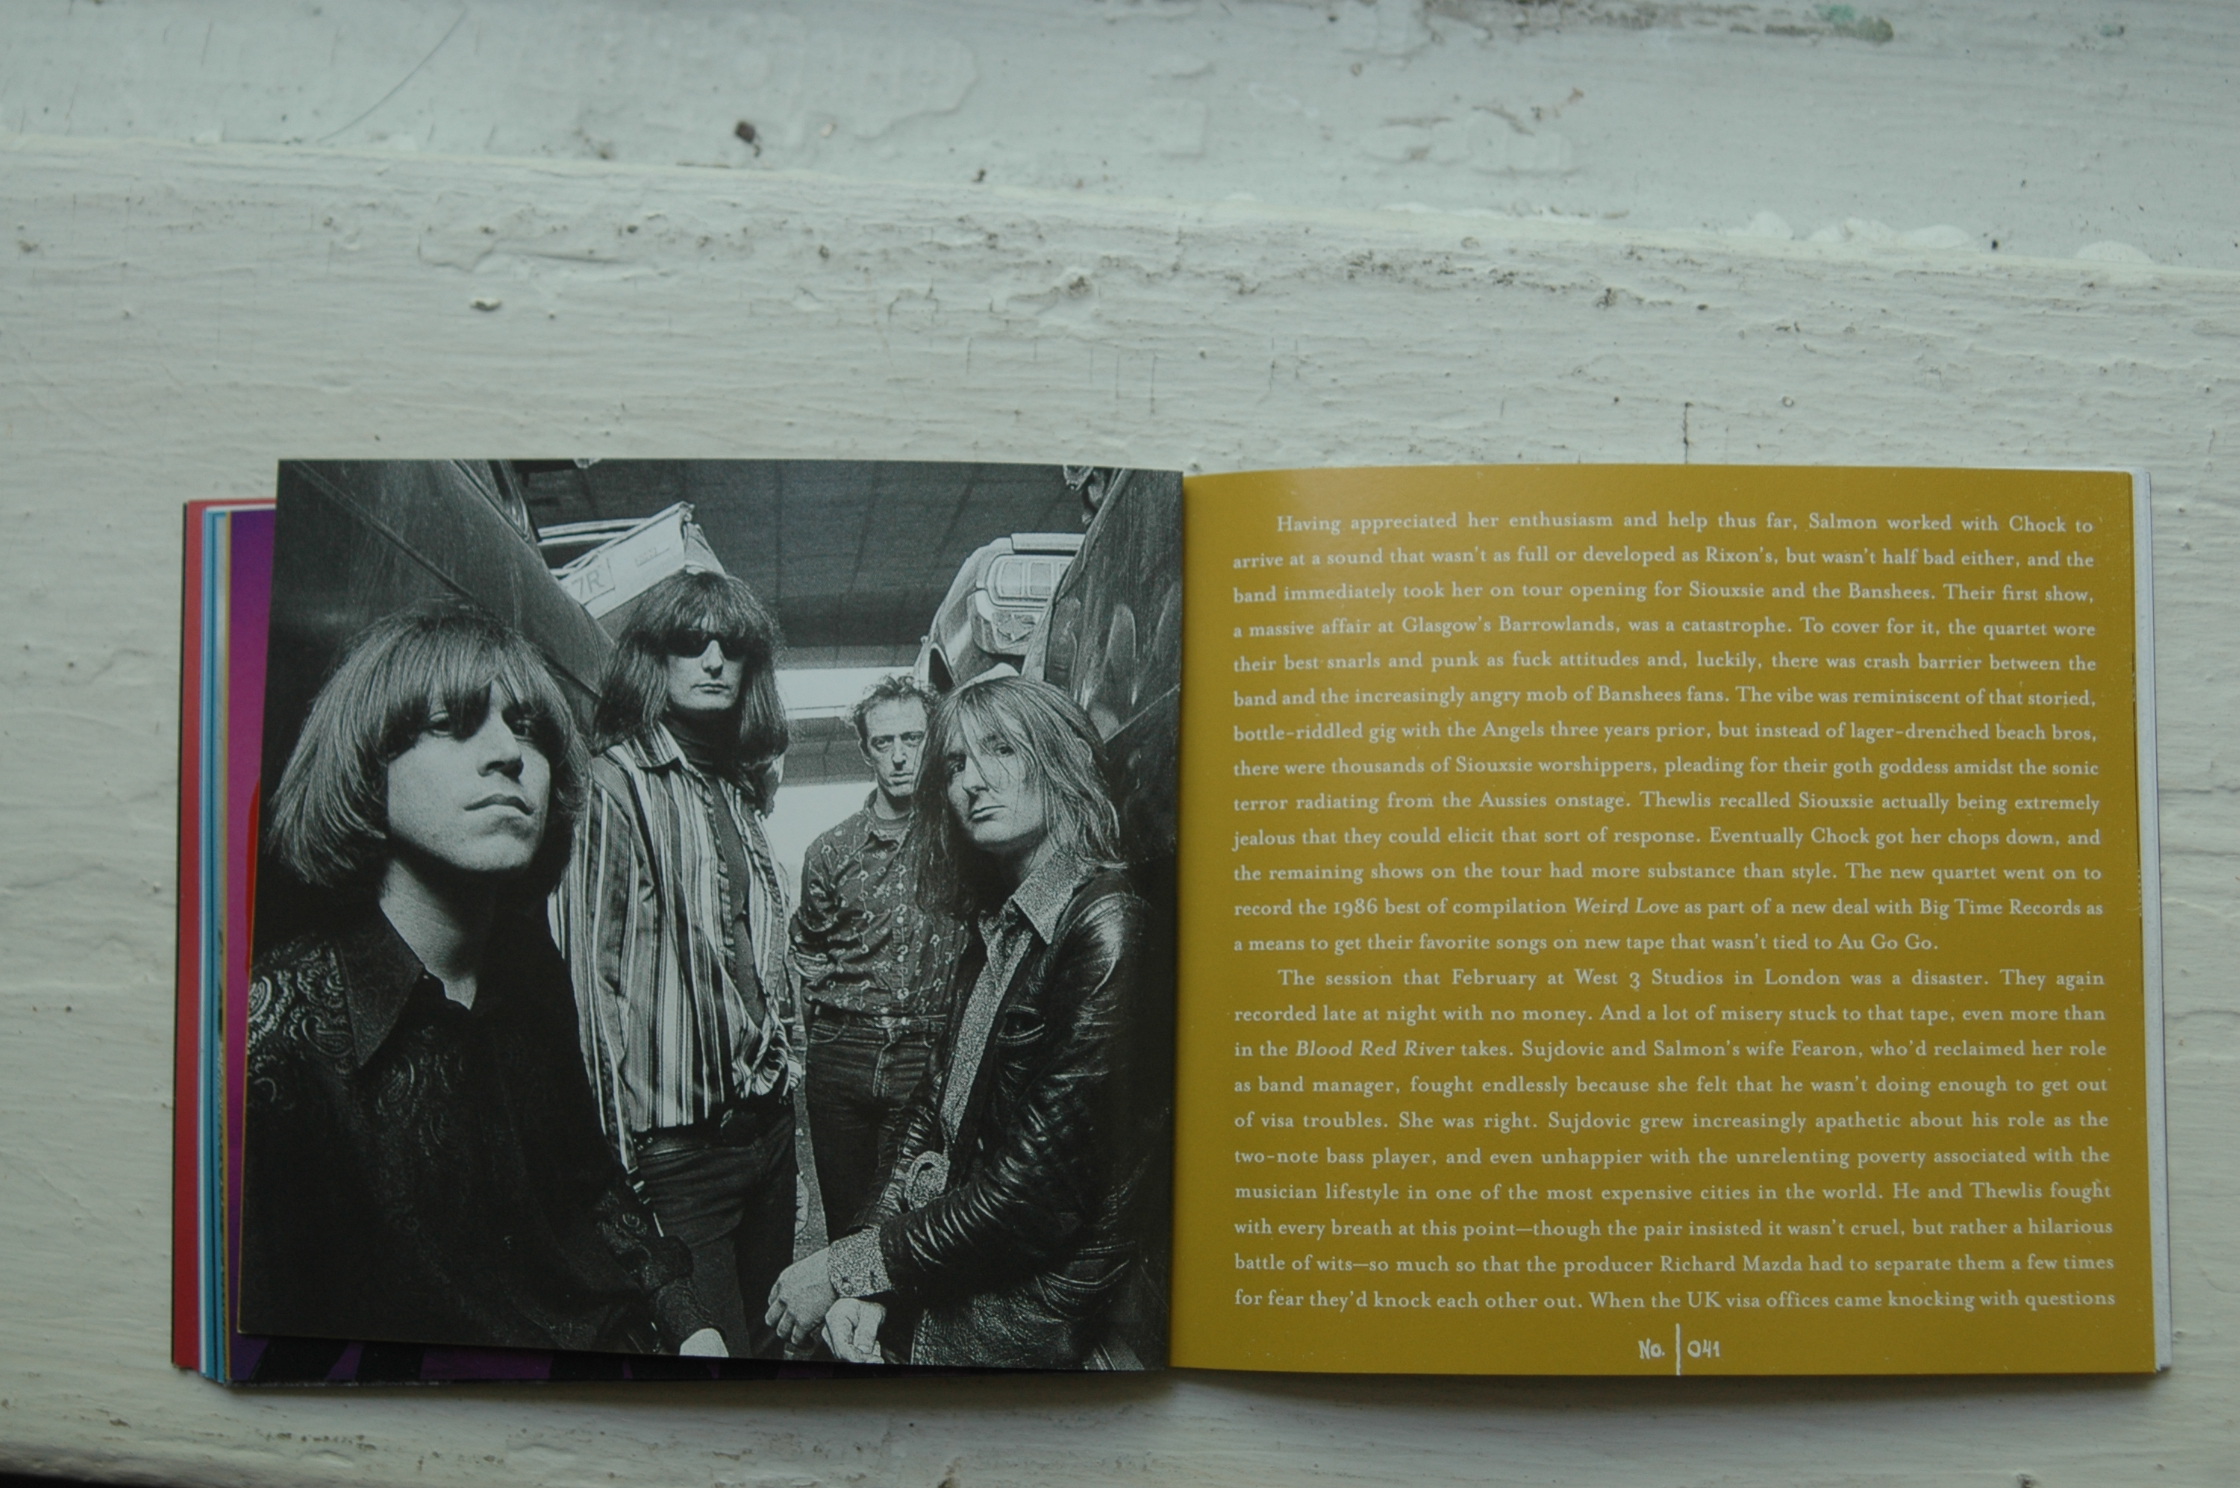 7R
Having appreciated her enthusiasm and help thus far, Salmon worked with Chock to
arrive at a sound that wasn't as full or developed as Rixon's, but wasn't half bad either, and the
band immediately took her on tour opening for Siouxsie and the Banshees. Their first show,
a massive affair at Glasgow's Barrowlands, was a catastrophe. To cover for it, the quartet wore
their best snarls and punk as fuck attitudes and, luckily, there was crash barrier between the
band and the increasingly angry mob of Banshees fans. The vibe was reminiscent of that storied,
bottle-riddled gig with the Angels three years prior, but instead of lager-drenched beach bros,
there were thousands of Siouxsie worshippers, pleading for their goth goddess amidst the sonic
terror radiating from the Aussies onstage. Thewlis recalled Siouxsie actually being extremely
jealous that they could elicit that sort of response. Eventually Chock got her chops down, and
the remaining shows on the tour had more substance than style. The new quartet went on to
record the 1986 best of compilation Weird Love as part of a new deal with Big Time Records as
a means to get their favorite songs on new tape that wasn't tied to Au Go Go.
The session that February at West 3 Studios in London was a disaster. They again
recorded late at night with no money. And a lot of misery stuck to that tape, even more than
in the Blood Red River takes. Sujdovic and Salmon's wife Fearon, who'd reclaimed her role
as band manager, fought endlessly because she felt that he wasn't doing enough to get out
of visa troubles. She was right. Sujdovic grew increasingly apathetic about his role as the
two-note bass player, and even unhappier with the unrelenting poverty associated with the
musician lifestyle in one of the most expensive cities in the world. He and Thewlis fought
with every breath at this point—though the pair insisted it wasn't cruel, but rather a hilarious
battle of wits—so much so that the producer Richard Mazda had to separate them a few times
for fear they'd knock each other out. When the UK visa offices came knocking with questions
No. 041